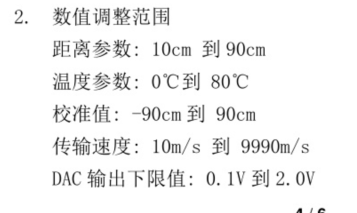 2. 数值调整范围
距离参数: 10cm 到 90cm
温度参数: 0℃到 80℃
校准值: -90cm 到 90cm
传输速度: 10m/s 到 9990m/s
DAC 输出下限值: 0.1V 到 2.0V